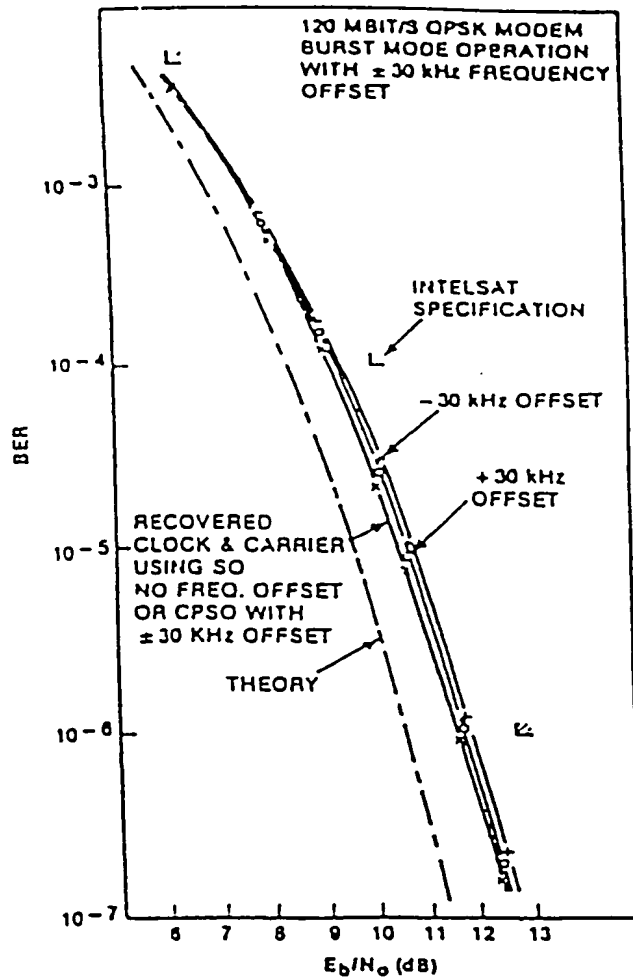 120 MBIT/S QPSK MODEM
BURST MODE OPERATION
WITH ± 30 kHz FREQUENCY
OFFSET
10-3
INTELSAT
SPECIFICATION
10-4
BER
-30 kHz OFFSET
+30 kHz
OFFSET
RECOVERED
CLOCK & CARRIER
USING SO
NO FREQ. OFFSET
OR CPSO WITH
±30 KHz OFFSET
10-5
THEORY
10-6
10-7
6 7 8 9 10 11 12 13
Eb/No (dB)